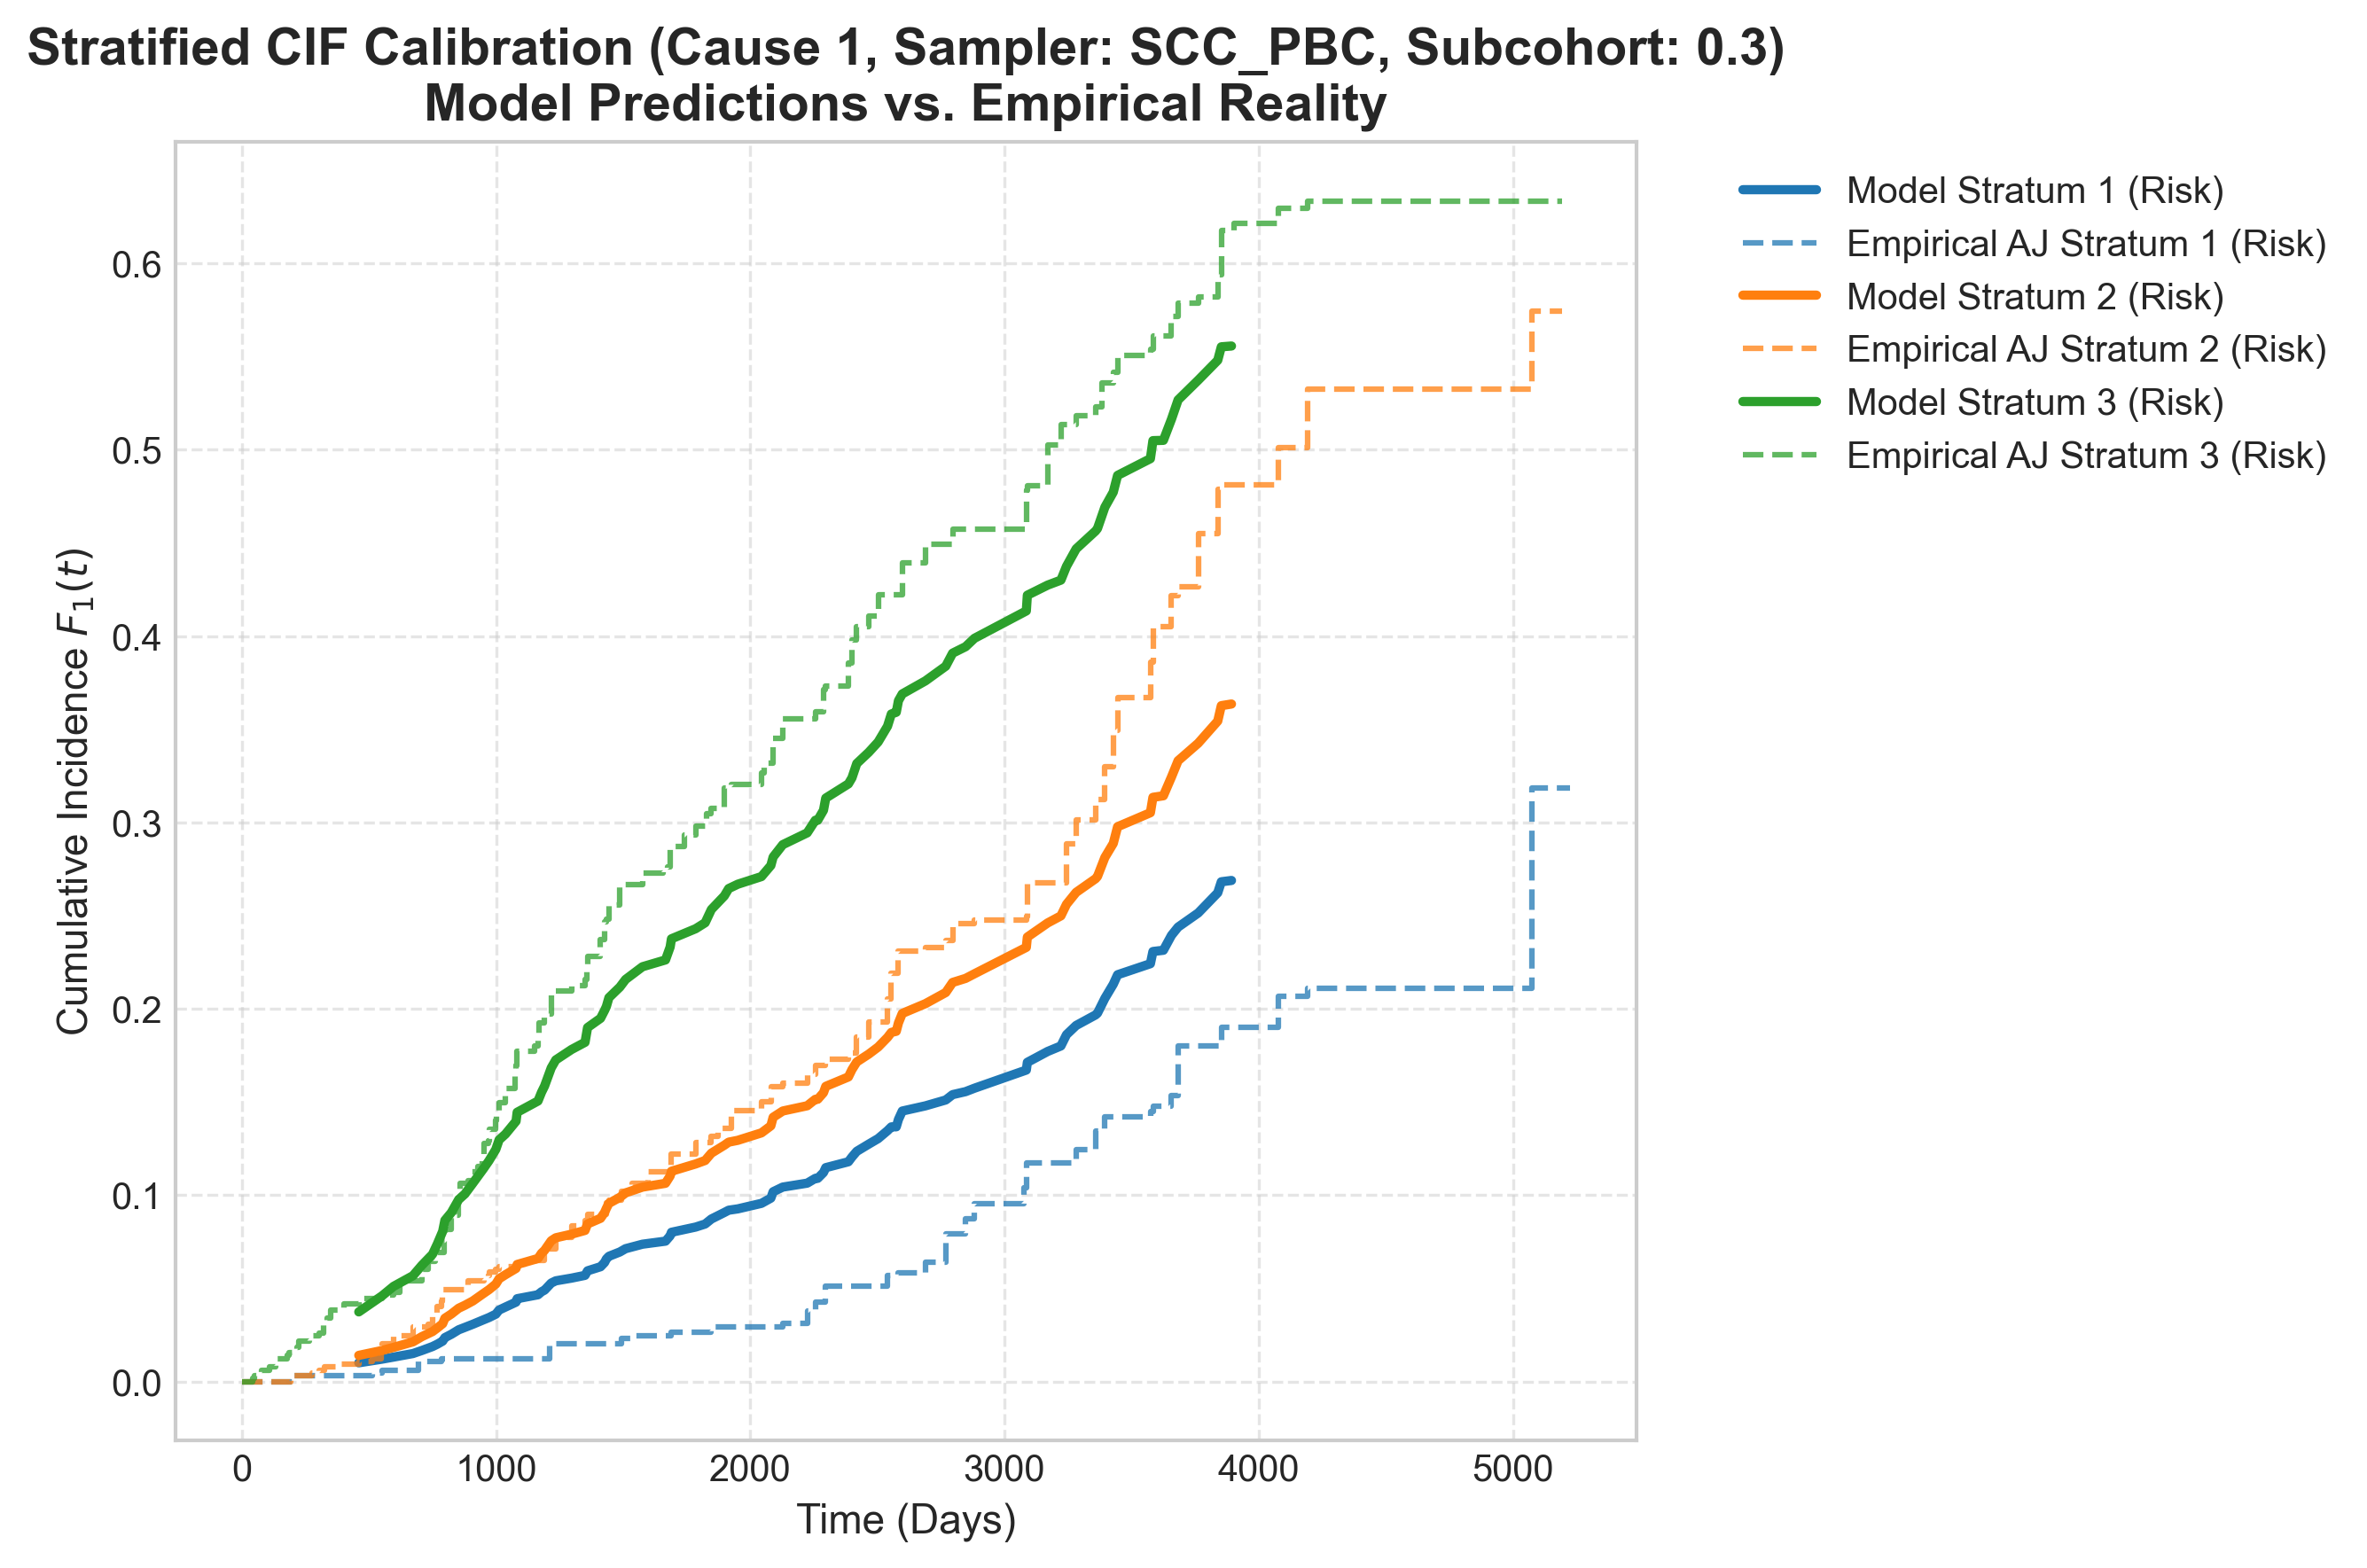 Stratified CIF Calibration (Cause 1, Sampler: SCC_PBC, Subcohort: 0.3)
Model Predictions vs. Empirical Reality
Model Stratum 1 (Risk)
Empirical AJ Stratum 1 (Risk)
Model Stratum 2 (Risk)
Empirical AJ Stratum 2 (Risk)
Model Stratum 3 (Risk)
Empirical AJ Stratum 3 (Risk)
Cumulative Incidence F₁(t)
0.6
0.5
0.4
0.3
0.2
0.1
0.0
0 1000 2000 3000 4000 5000
Time (Days)